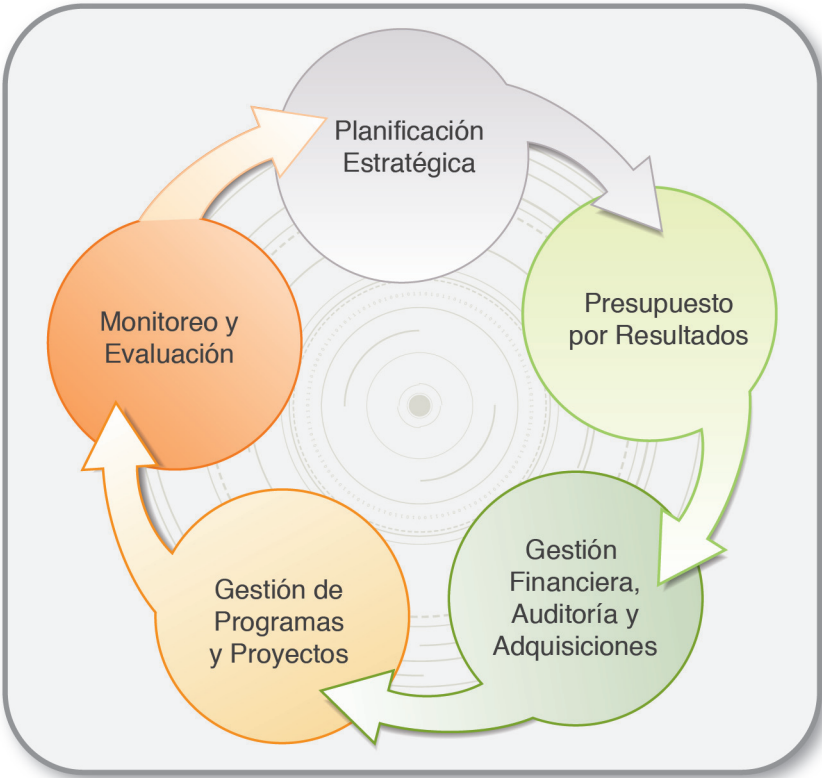 Planificación
Estratégica
Presupuesto
por Resultados
Gestión
Financiera,
Auditoría y
Adquisiciones
Gestión de
Programas
y Proyectos
Monitoreo y
Evaluación